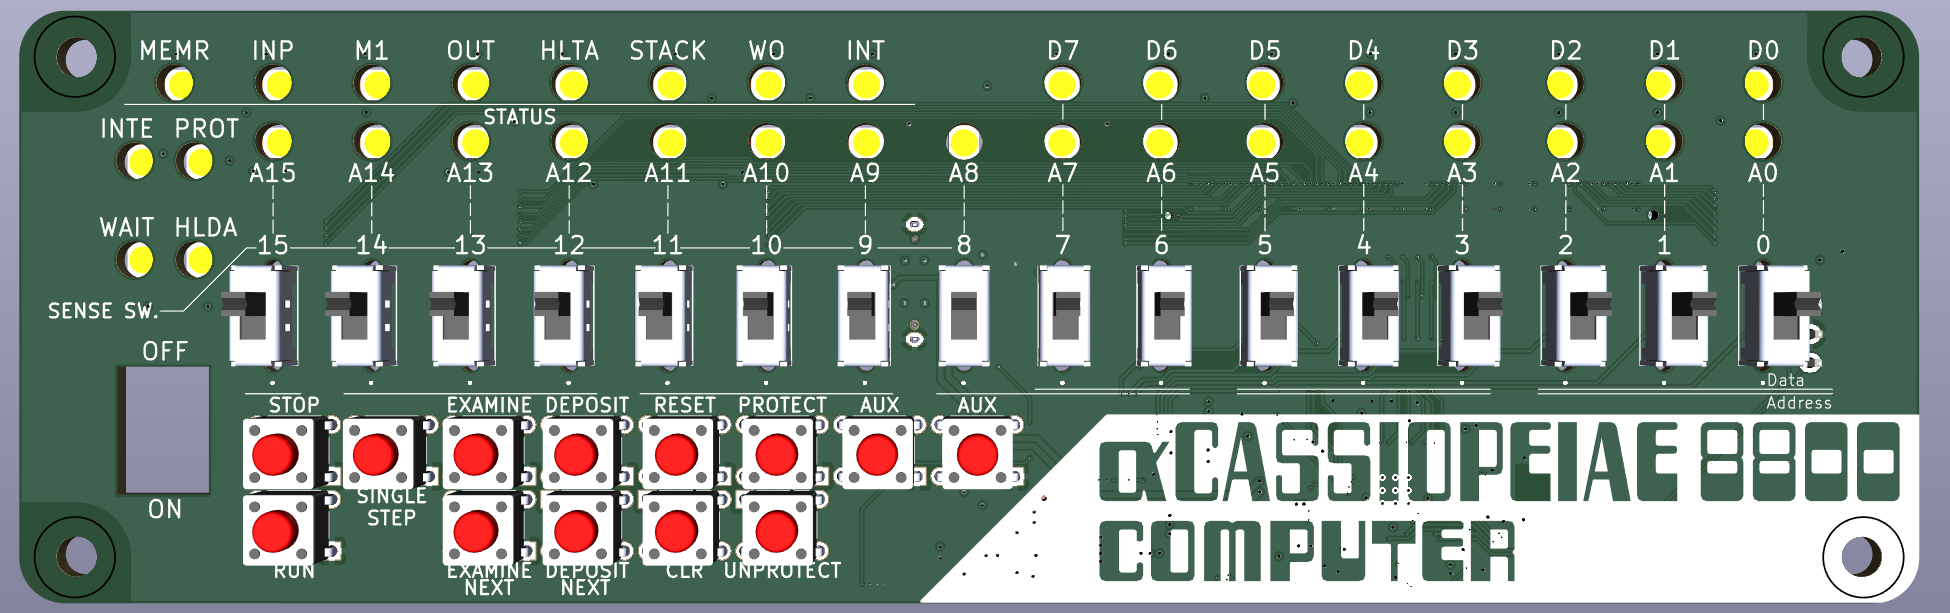 MEMR INP M1 OUT HLTA STACK WO INT D7 D6 D5 D4 D3 D2 D1 D0
STATUS
INTE PROT
A15 A14 A13 A12 A11 A10 A9 A8 A7 A6 A5 A4 A3 A2 A1 A0
WAIT HLDA
15 14 13 12 11 10 9 8 7 6 5 4 3 2 1 0
SENSE SW.
OFF
ON
Data
Address
STOP EXAMINE DEPOSIT RESET PROTECT AUX AUX
SINGLE
STEP
RUN EXAMINE DEPOSIT CLR UNPROTECT
NEXT NEXT
αCASSIOPEIAE 8800
COMPUTER